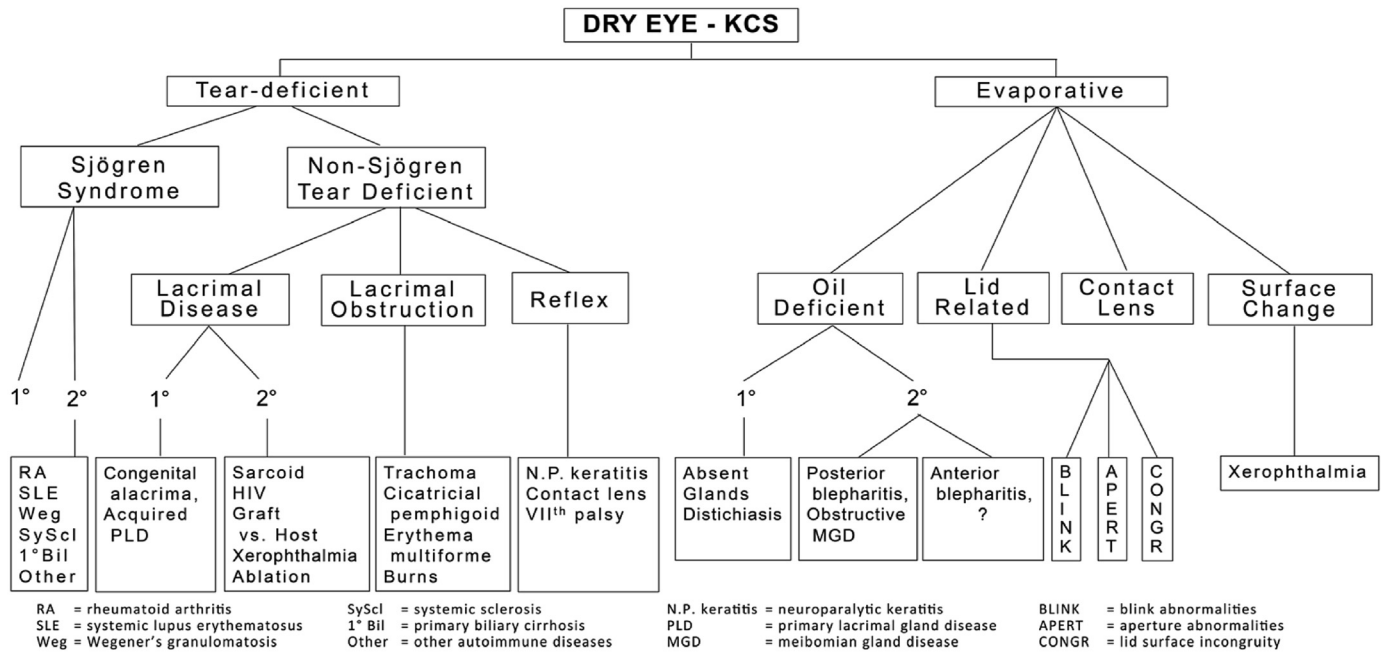 DRY EYE - KCS
Tear-deficient
Evaporative
Sjögren
Syndrome
Non-Sjögren
Tear Deficient
Lacrimal
Disease
Lacrimal
Obstruction
Reflex
Oil
Deficient
Lid
Related
Contact
Lens
Surface
Change
1°
2°
1°
2°
1°
2°
RA
SLE
Weg
SyScl
1°Bil
Other
Congenital
alacrima,
Acquired
PLD
Sarcoid
HIV
Graft
vs. Host
Xerophthalmia
Ablation
Trachoma
Cicatricial
pemphigoid
Erythema
multiforme
Burns
N.P. keratitis
Contact lens
VIIth palsy
Absent
Glands
Distichiasis
Posterior
blepharitis,
Obstructive
MGD
Anterior
blepharitis,
?
BLINK
APERT
CONGR
Xerophthalmia
RA = rheumatoid arthritis
SLE = systemic lupus erythematosus
Weg = Wegener's granulomatosis
SyScl = systemic sclerosis
1° Bil = primary biliary cirrhosis
Other = other autoimmune diseases
N.P. keratitis = neuroparalytic keratitis
PLD = primary lacrimal gland disease
MGD = meibomian gland disease
BLINK = blink abnormalities
APERT = aperture abnormalities
CONGR = lid surface incongruity